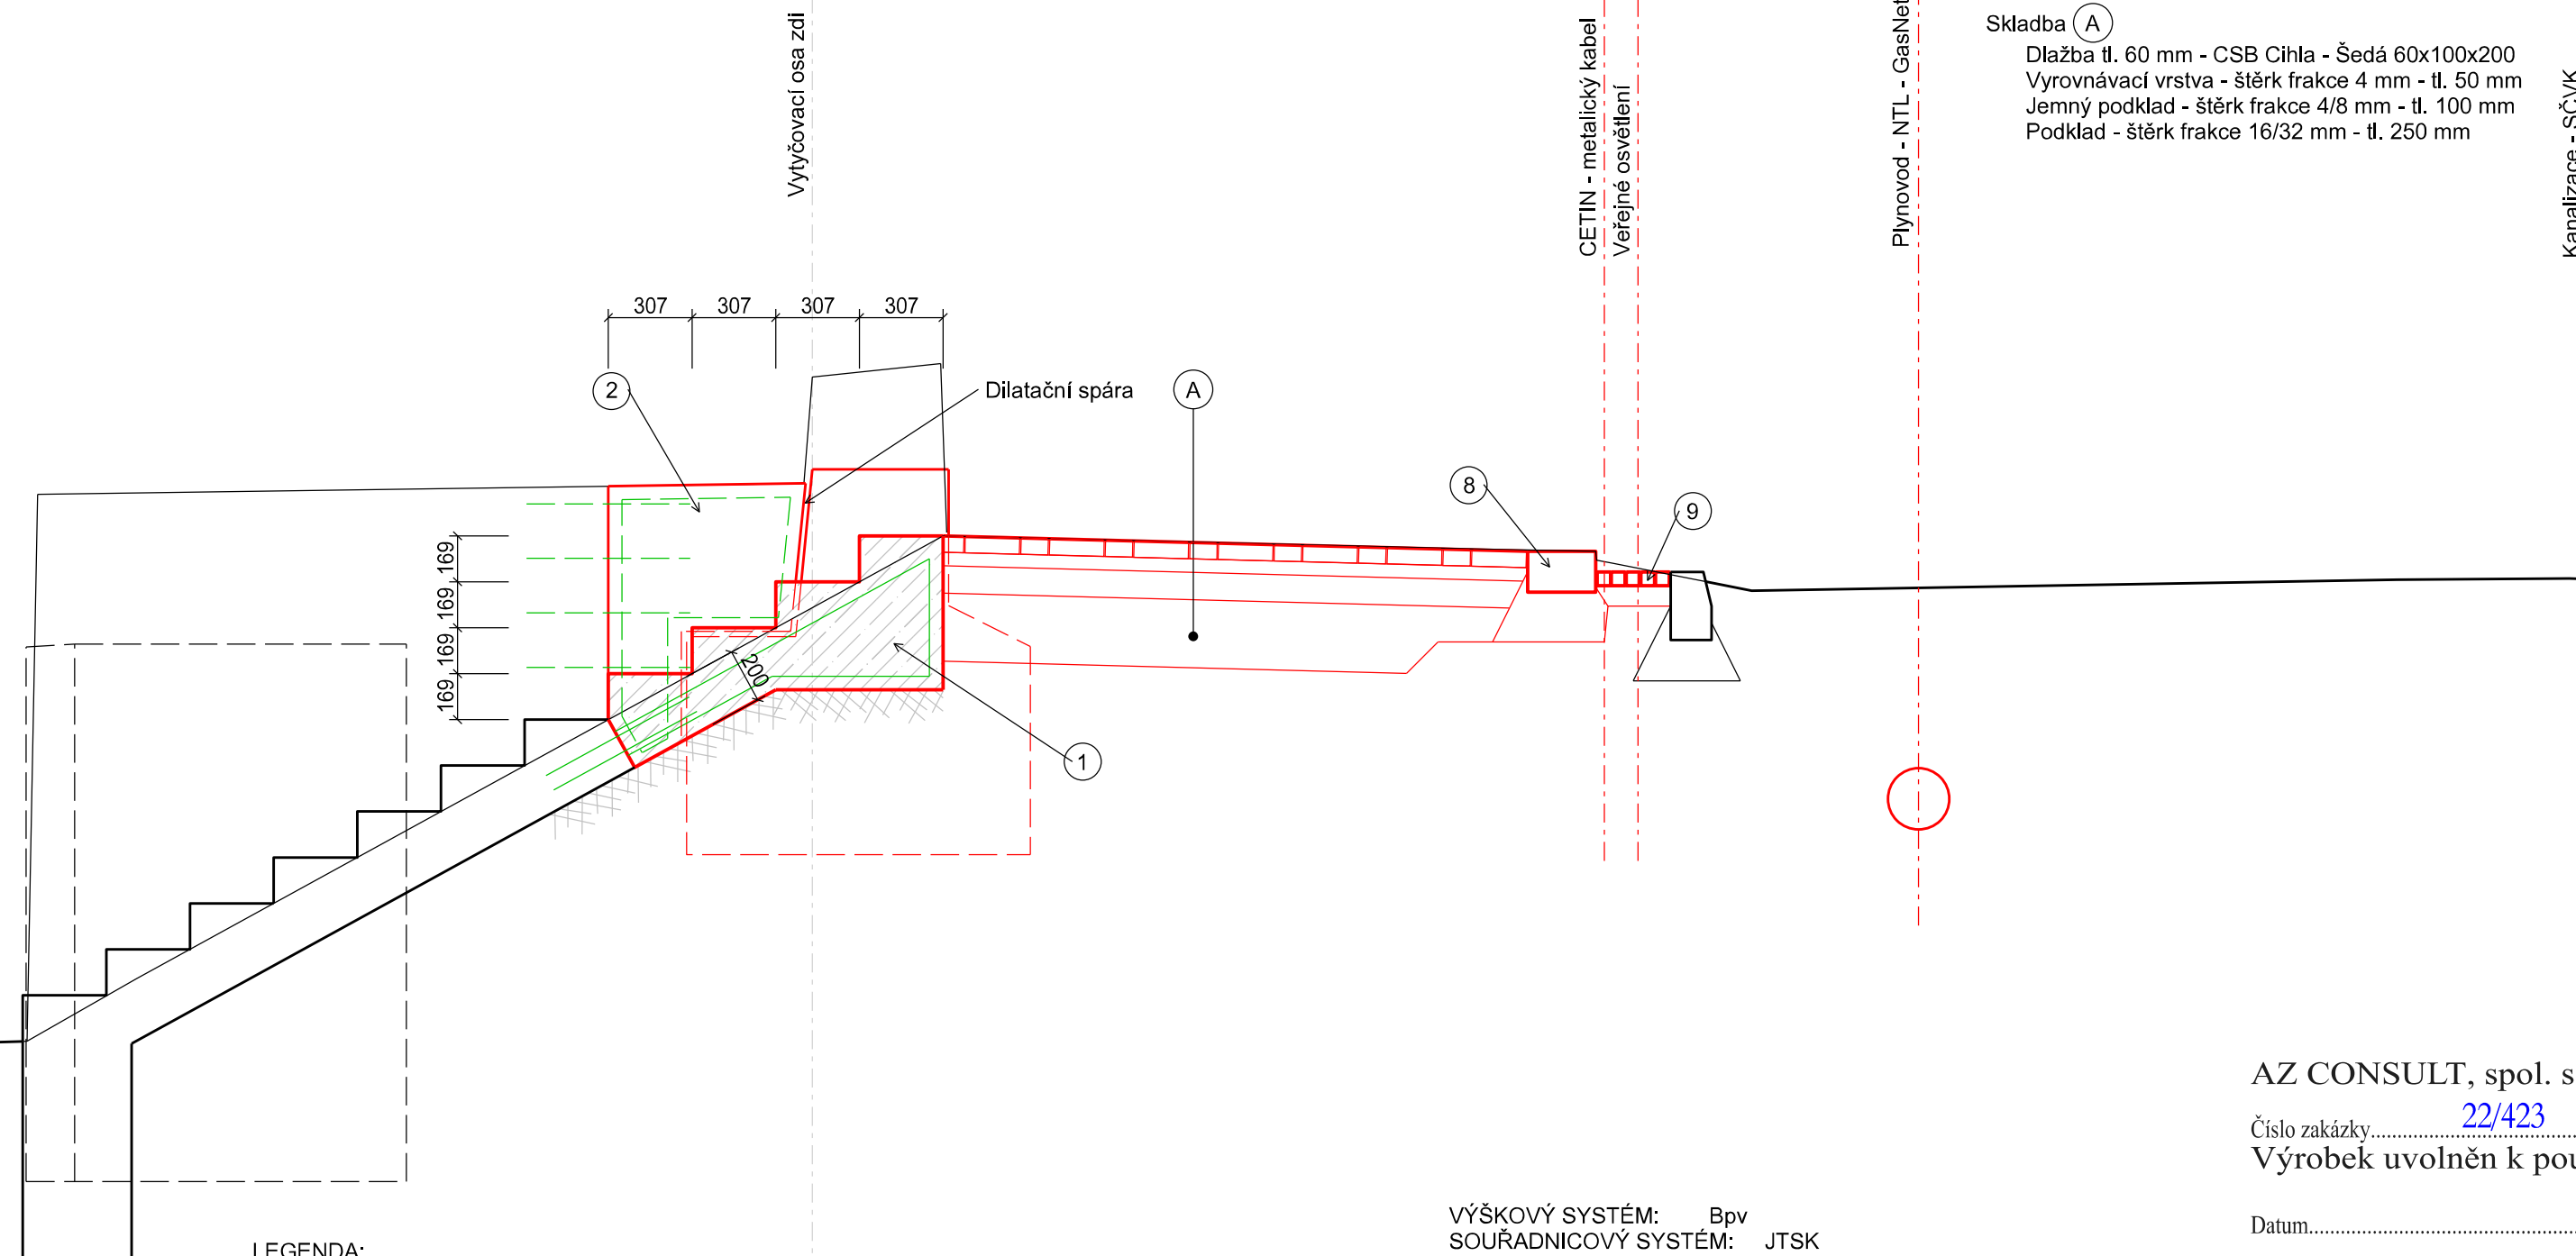 Vytyčovací osa zdi
CETIN - metalický kabel
Veřejné osvětlení
Plynovod - NTL - GasNet
Skladba A
Dlažba tl. 60 mm - CSB Cihla - Šedá 60x100x200
Vyrovnávací vrstva - štěrk frakce 4 mm - tl. 50 mm
Jemný podklad - štěrk frakce 4/8 mm - tl. 100 mm
Podklad - štěrk frakce 16/32 mm - tl. 250 mm
Kanalizace - SČVK
307 307 307 307
2
Dilatační spára
A
8
9
169
169
169
169
200
1
AZ CONSULT, spol. s
Číslo zakázky 22/423
Výrobek uvolněn k pou
Datum
VÝŠKOVÝ SYSTÉM: Bpv
SOUŘADNICOVÝ SYSTÉM: JTSK
LEGENDA: